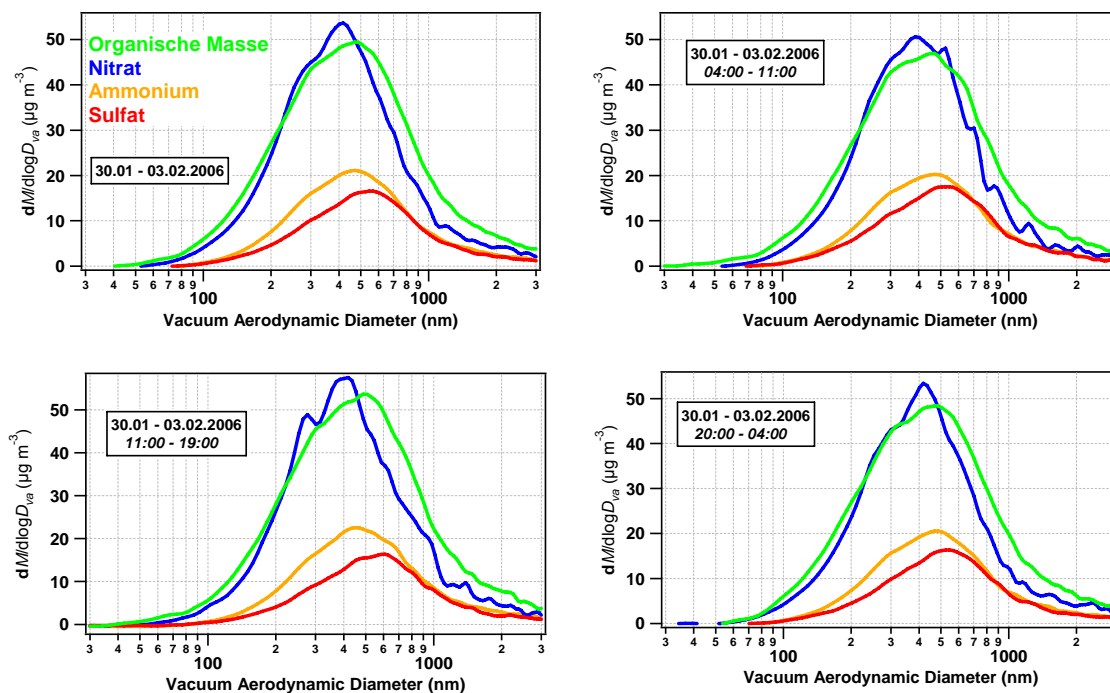 50
40
30
20
10
0
dM/dlogDva (µg m-3)
Organische Masse
Nitrat
Ammonium
Sulfat
30.01 - 03.02.2006
3 4 5 6 7 8 9 2 3 4 5 6 7 8 9 2 3
100 1000
Vacuum Aerodynamic Diameter (nm)
50
40
30
20
10
0
dM/dlogDva (µg m-3)
30.01 - 03.02.2006
04:00 - 11:00
3 4 5 6 7 8 9 2 3 4 5 6 7 8 9 2
100 1000
Vacuum Aerodynamic Diameter (nm)
50
40
30
20
10
0
dM/dlogDva (µg m-3)
30.01 - 03.02.2006
11:00 - 19:00
3 4 5 6 7 8 9 2 3 4 5 6 7 8 9 2 3
100 1000
Vacuum Aerodynamic Diameter (nm)
50
40
30
20
10
0
dM/dlogDva (µg m-3)
30.01 - 03.02.2006
20:00 - 04:00
3 4 5 6 7 8 9 2 3 4 5 6 7 8 9 2
100 1000
Vacuum Aerodynamic Diameter (nm)